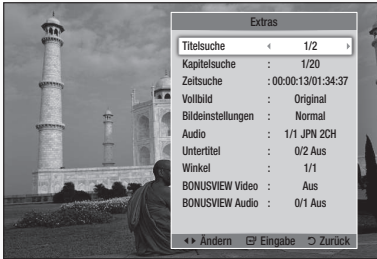 Extras
Titelsuche 1/2
Kapitelsuche : 1/20
Zeitsuche : 00:00:13/01:34:37
Vollbild : Original
Bildeinstellungen : Normal
Audio : 1/1 JPN 2CH
Untertitel : 0/2 Aus
Winkel : 1/1
BONUSVIEW Video : Aus
BONUSVIEW Audio : 0/1 Aus
Ändern Eingabe Zurück